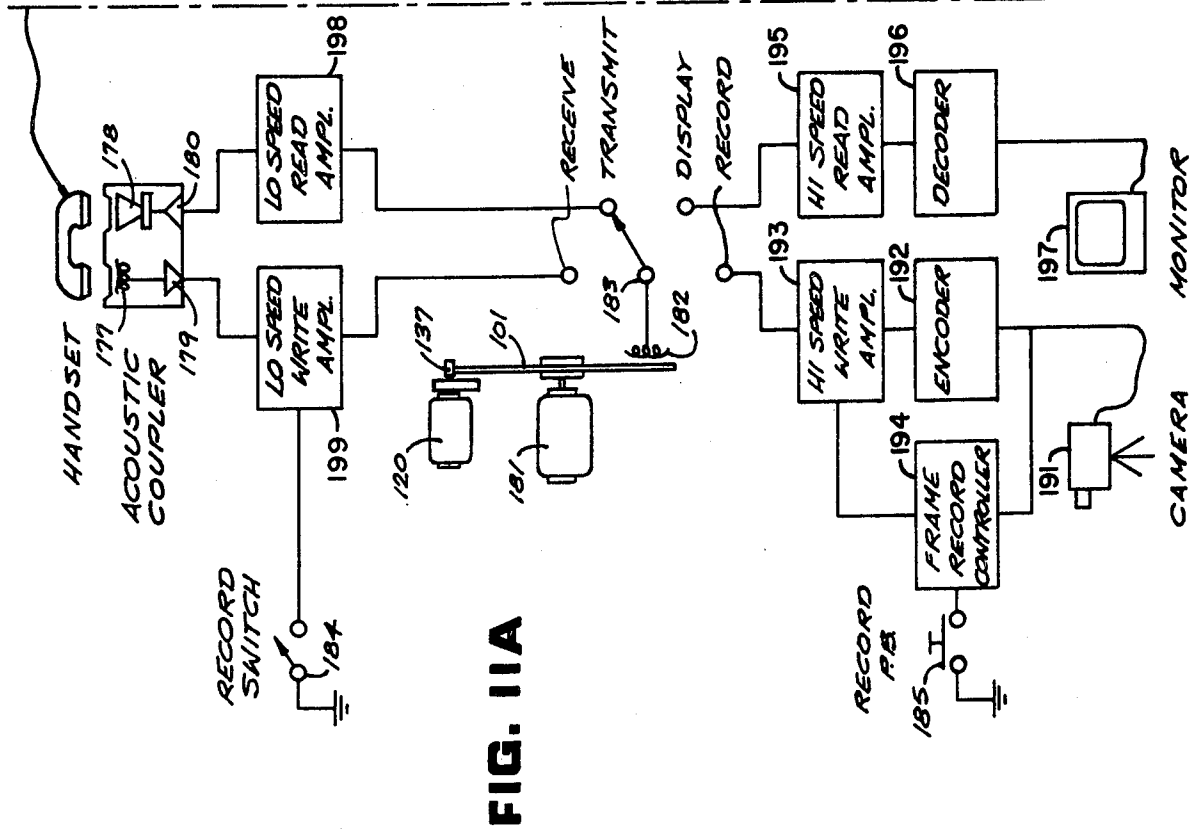 HANDSET
177
ACOUSTIC
COUPLER
179
178
180
LO SPEED
READ
AMPL.
198
LO SPEED
WRITE
AMPL.
199
RECORD
SWITCH
184
RECEIVE
TRANSMIT
183
182
137
101
120
181
DISPLAY
RECORD
193
HI SPEED
WRITE
AMPL.
195
HI SPEED
READ
AMPL.
192
ENCODER
196
DECODER
194
FRAME
RECORD
CONTROLLER
RECORD
P.B.
185
191
CAMERA
197
MONITOR
FIG. 11A